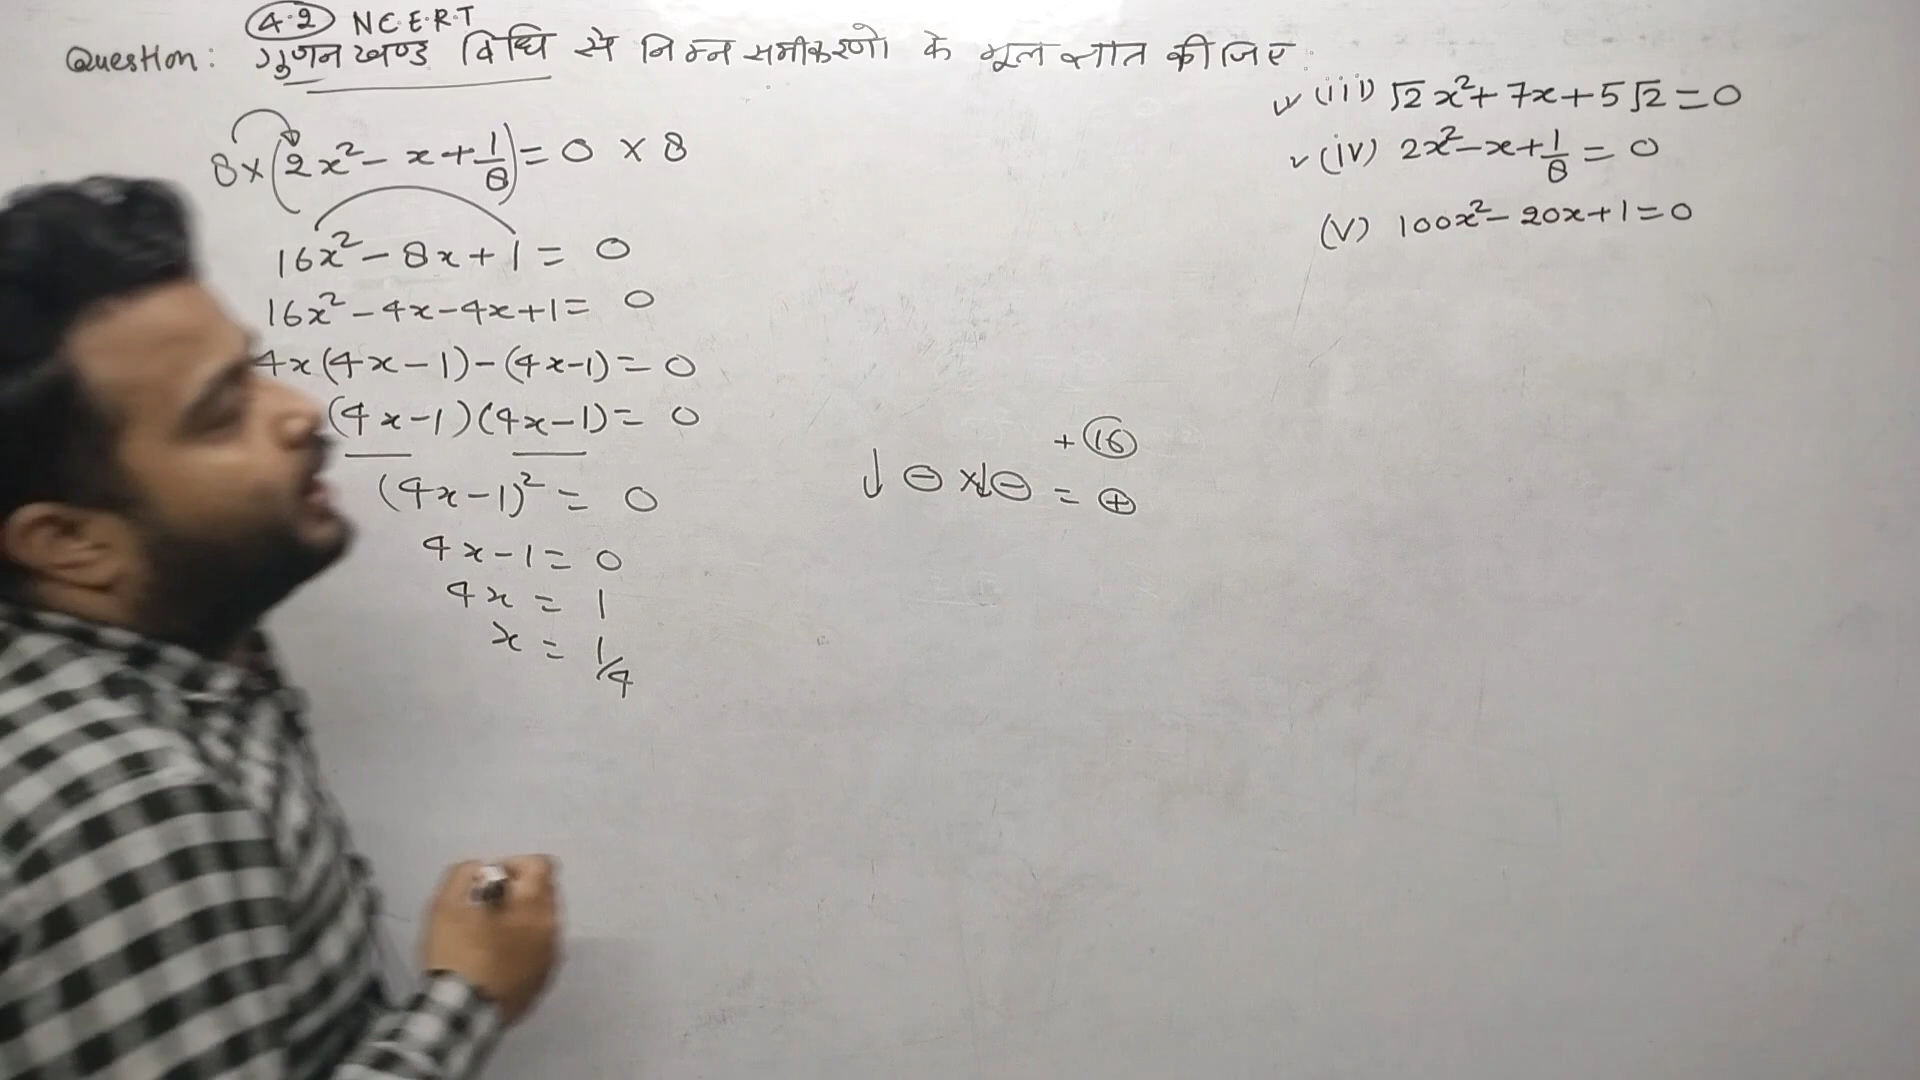 4.2 N C.E.R.T
Question: गुणनखण्ड विधि से निम्न समीकरणो के मूल ज्ञात कीजिए:
(iii) √2x²+7x+5√2=0
(iv) 2x²-x+1/8=0
(v) 100x²-20x+1=0
8×(2x²-x+1/8)=0×8
16x²-8x+1=0
16x²-4x-4x+1=0
4x(4x-1)-(4x-1)=0
(4x-1)(4x-1)=0
(4x-1)²=0
4x-1=0
4x=1
x=1/4
+16
↓⊖×↓⊖=⊕